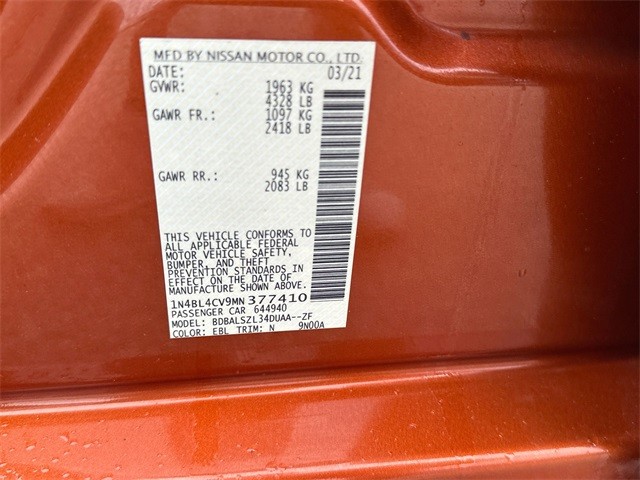 MFD BY NISSAN MOTOR CO., LTD
DATE: 03/21
GVWR: 1963 KG
4328 LB
GAWR FR.: 1097 KG
2418 LB
GAWR RR.: 945 KG
2083 LB
THIS VEHICLE CONFORMS TO
ALL APPLICABLE FEDERAL
MOTOR VEHICLE SAFETY,
BUMPER, AND THEFT
PREVENTION STANDARDS IN
EFFECT ON THE DATE OF
MANUFACTURE SHOWN ABOVE.
1N4BL4CV9MN 377410
PASSENGER CAR 644940
MODEL: BDBALSZL34DUAA--ZF
COLOR: EBL TRIM: N 9N00A